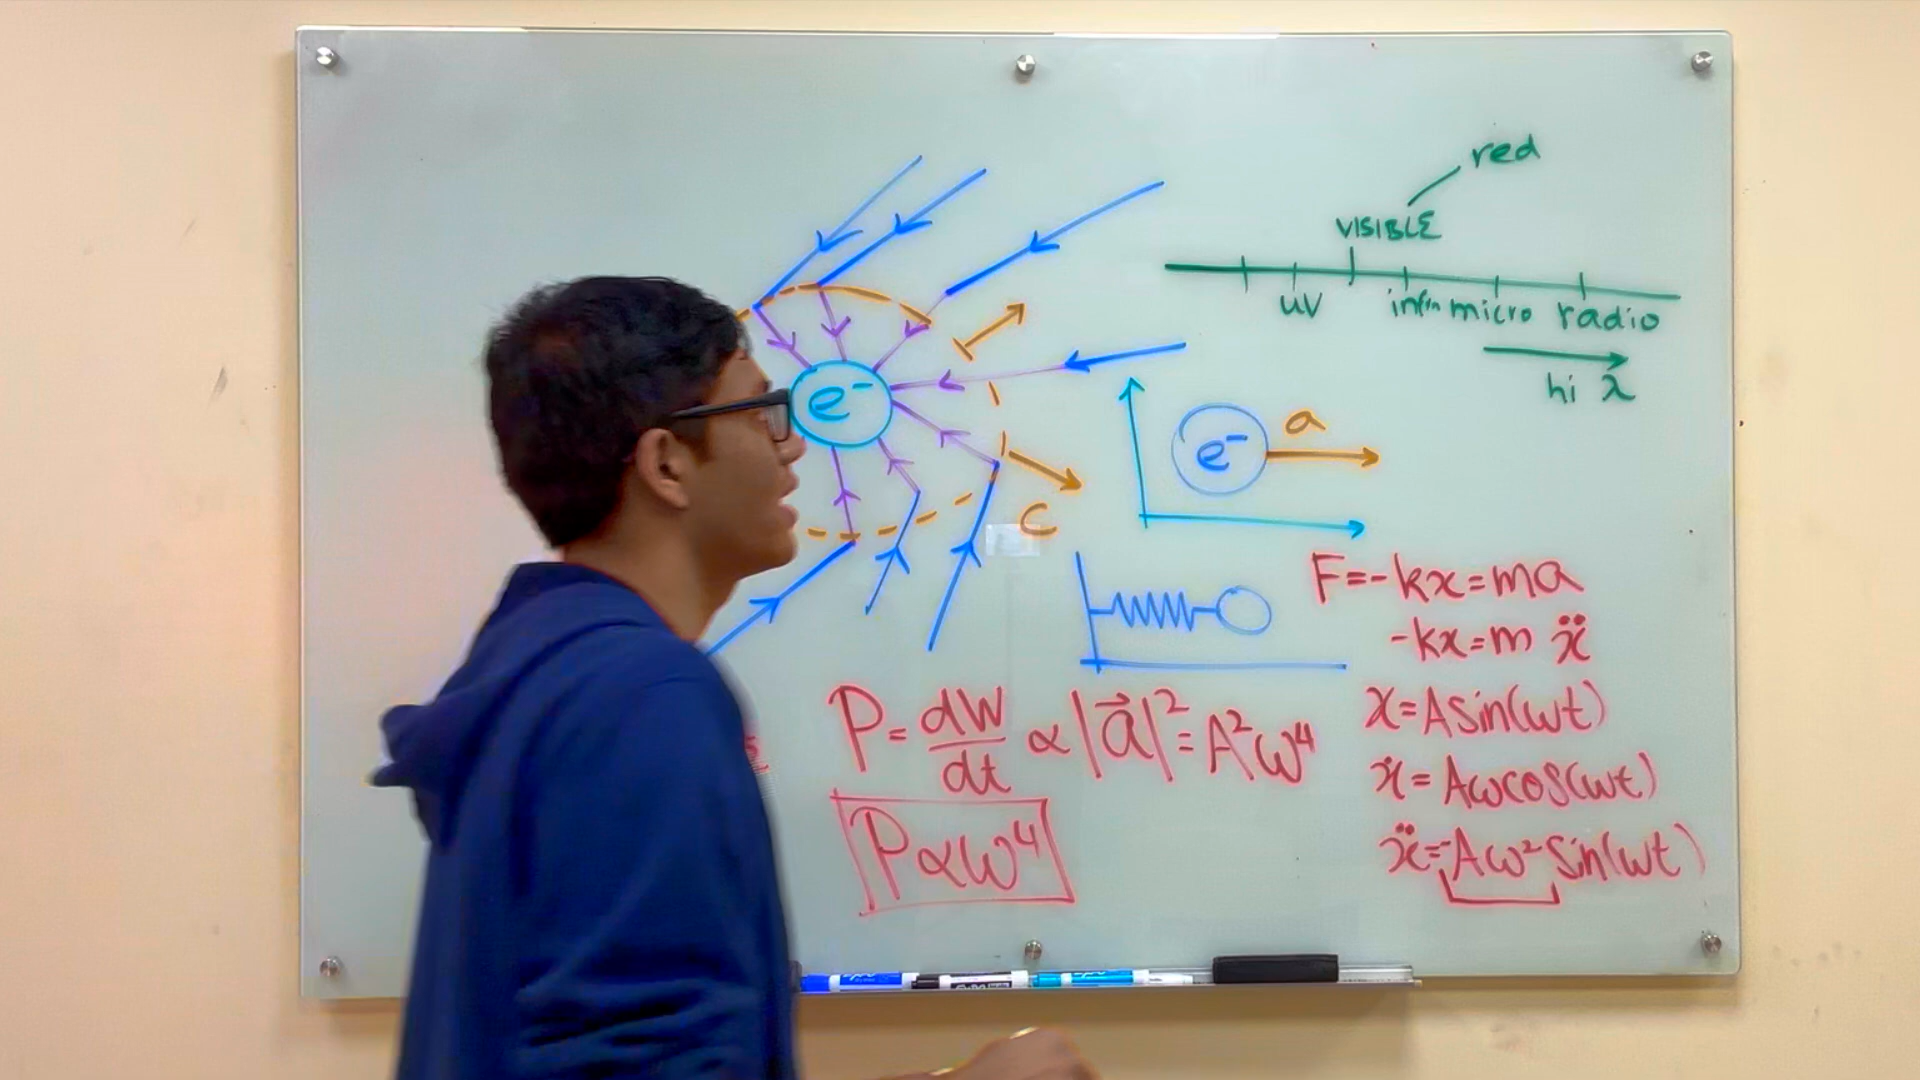 red
VISIBLE
uv infra micro radio
hi λ
e⁻
e⁻ a
c
F=-kx=ma
-kx=mẍ
x=Asin(ωt)
ẋ=Aωcos(ωt)
ẍ=-Aω²sin(ωt)
P=dW/dt∝|a⃗|²=A²ω⁴
P∝ω⁴